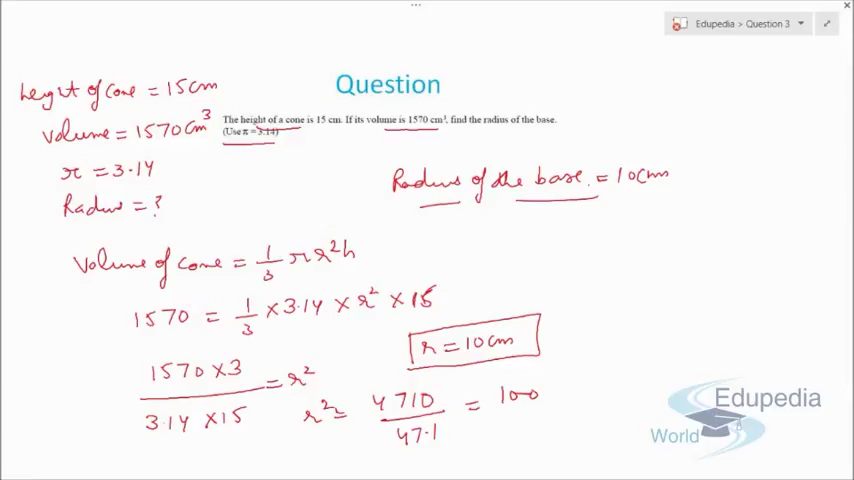 Edupedia > Question 3
Question
The height of a cone is 15 cm. If its volume is 1570 cm³, find the radius of the base.
(Use π = 3.14)
height of cone = 15cm
volume = 1570cm³
π = 3.14
Radius = ?
Radius of the base = 10cm
Volume of cone = 1/3 πr²h
1570 = 1/3 × 3.14 × r² × 15
1570 × 3 / 3.14 × 15 = r²
r² = 4710 / 47.1 = 100
r = 10cm
Edupedia
World